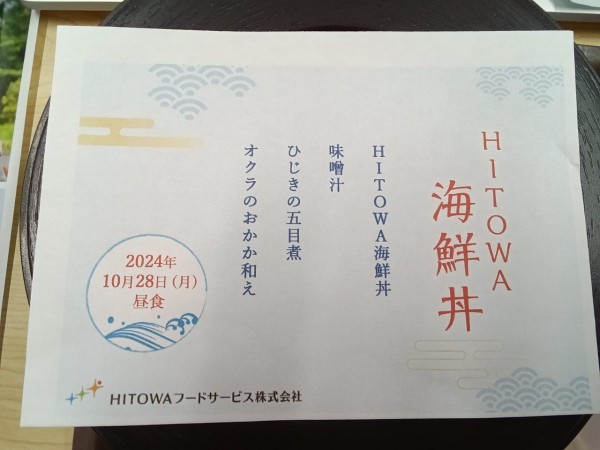 HITOWA
海鮮丼
HITOWA海鮮丼
味噌汁
ひじきの五目煮
オクラのおかか和え
2024年
10月28日（月）
昼食
HITOWAフードサービス株式会社